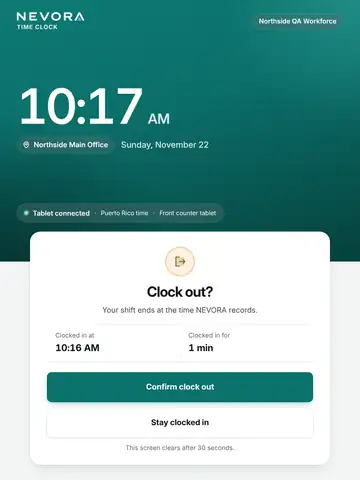 NEVORA
TIME CLOCK
Northside QA Workforce
10:17 AM
Northside Main Office
Sunday, November 22
Tablet connected · Puerto Rico time · Front counter tablet
Clock out?
Your shift ends at the time NEVORA records.
Clocked in at
10:16 AM
Clocked in for
1 min
Confirm clock out
Stay clocked in
This screen clears after 30 seconds.